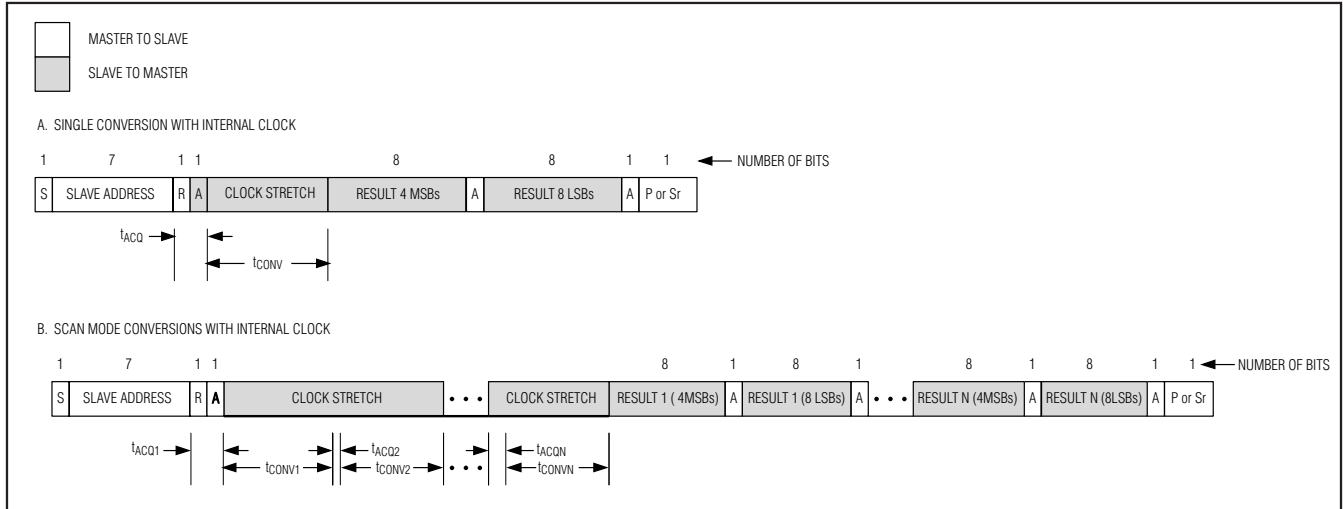 MASTER TO SLAVE
SLAVE TO MASTER
A. SINGLE CONVERSION WITH INTERNAL CLOCK
1 7 1 1 8 8 1 1 NUMBER OF BITS
S SLAVE ADDRESS R A CLOCK STRETCH RESULT 4 MSBs A RESULT 8 LSBs A P or Sr
tACQ
tCONV
B. SCAN MODE CONVERSIONS WITH INTERNAL CLOCK
1 7 1 1 8 1 8 1 8 1 8 1 1 NUMBER OF BITS
S SLAVE ADDRESS R A CLOCK STRETCH • • • CLOCK STRETCH RESULT 1 ( 4MSBs) A RESULT 1 (8 LSBs) A • • • RESULT N (4MSBs) A RESULT N (8LSBs) A P or Sr
tACQ1 tACQ2 tACQN
tCONV1 tCONV2 • • • tCONVN